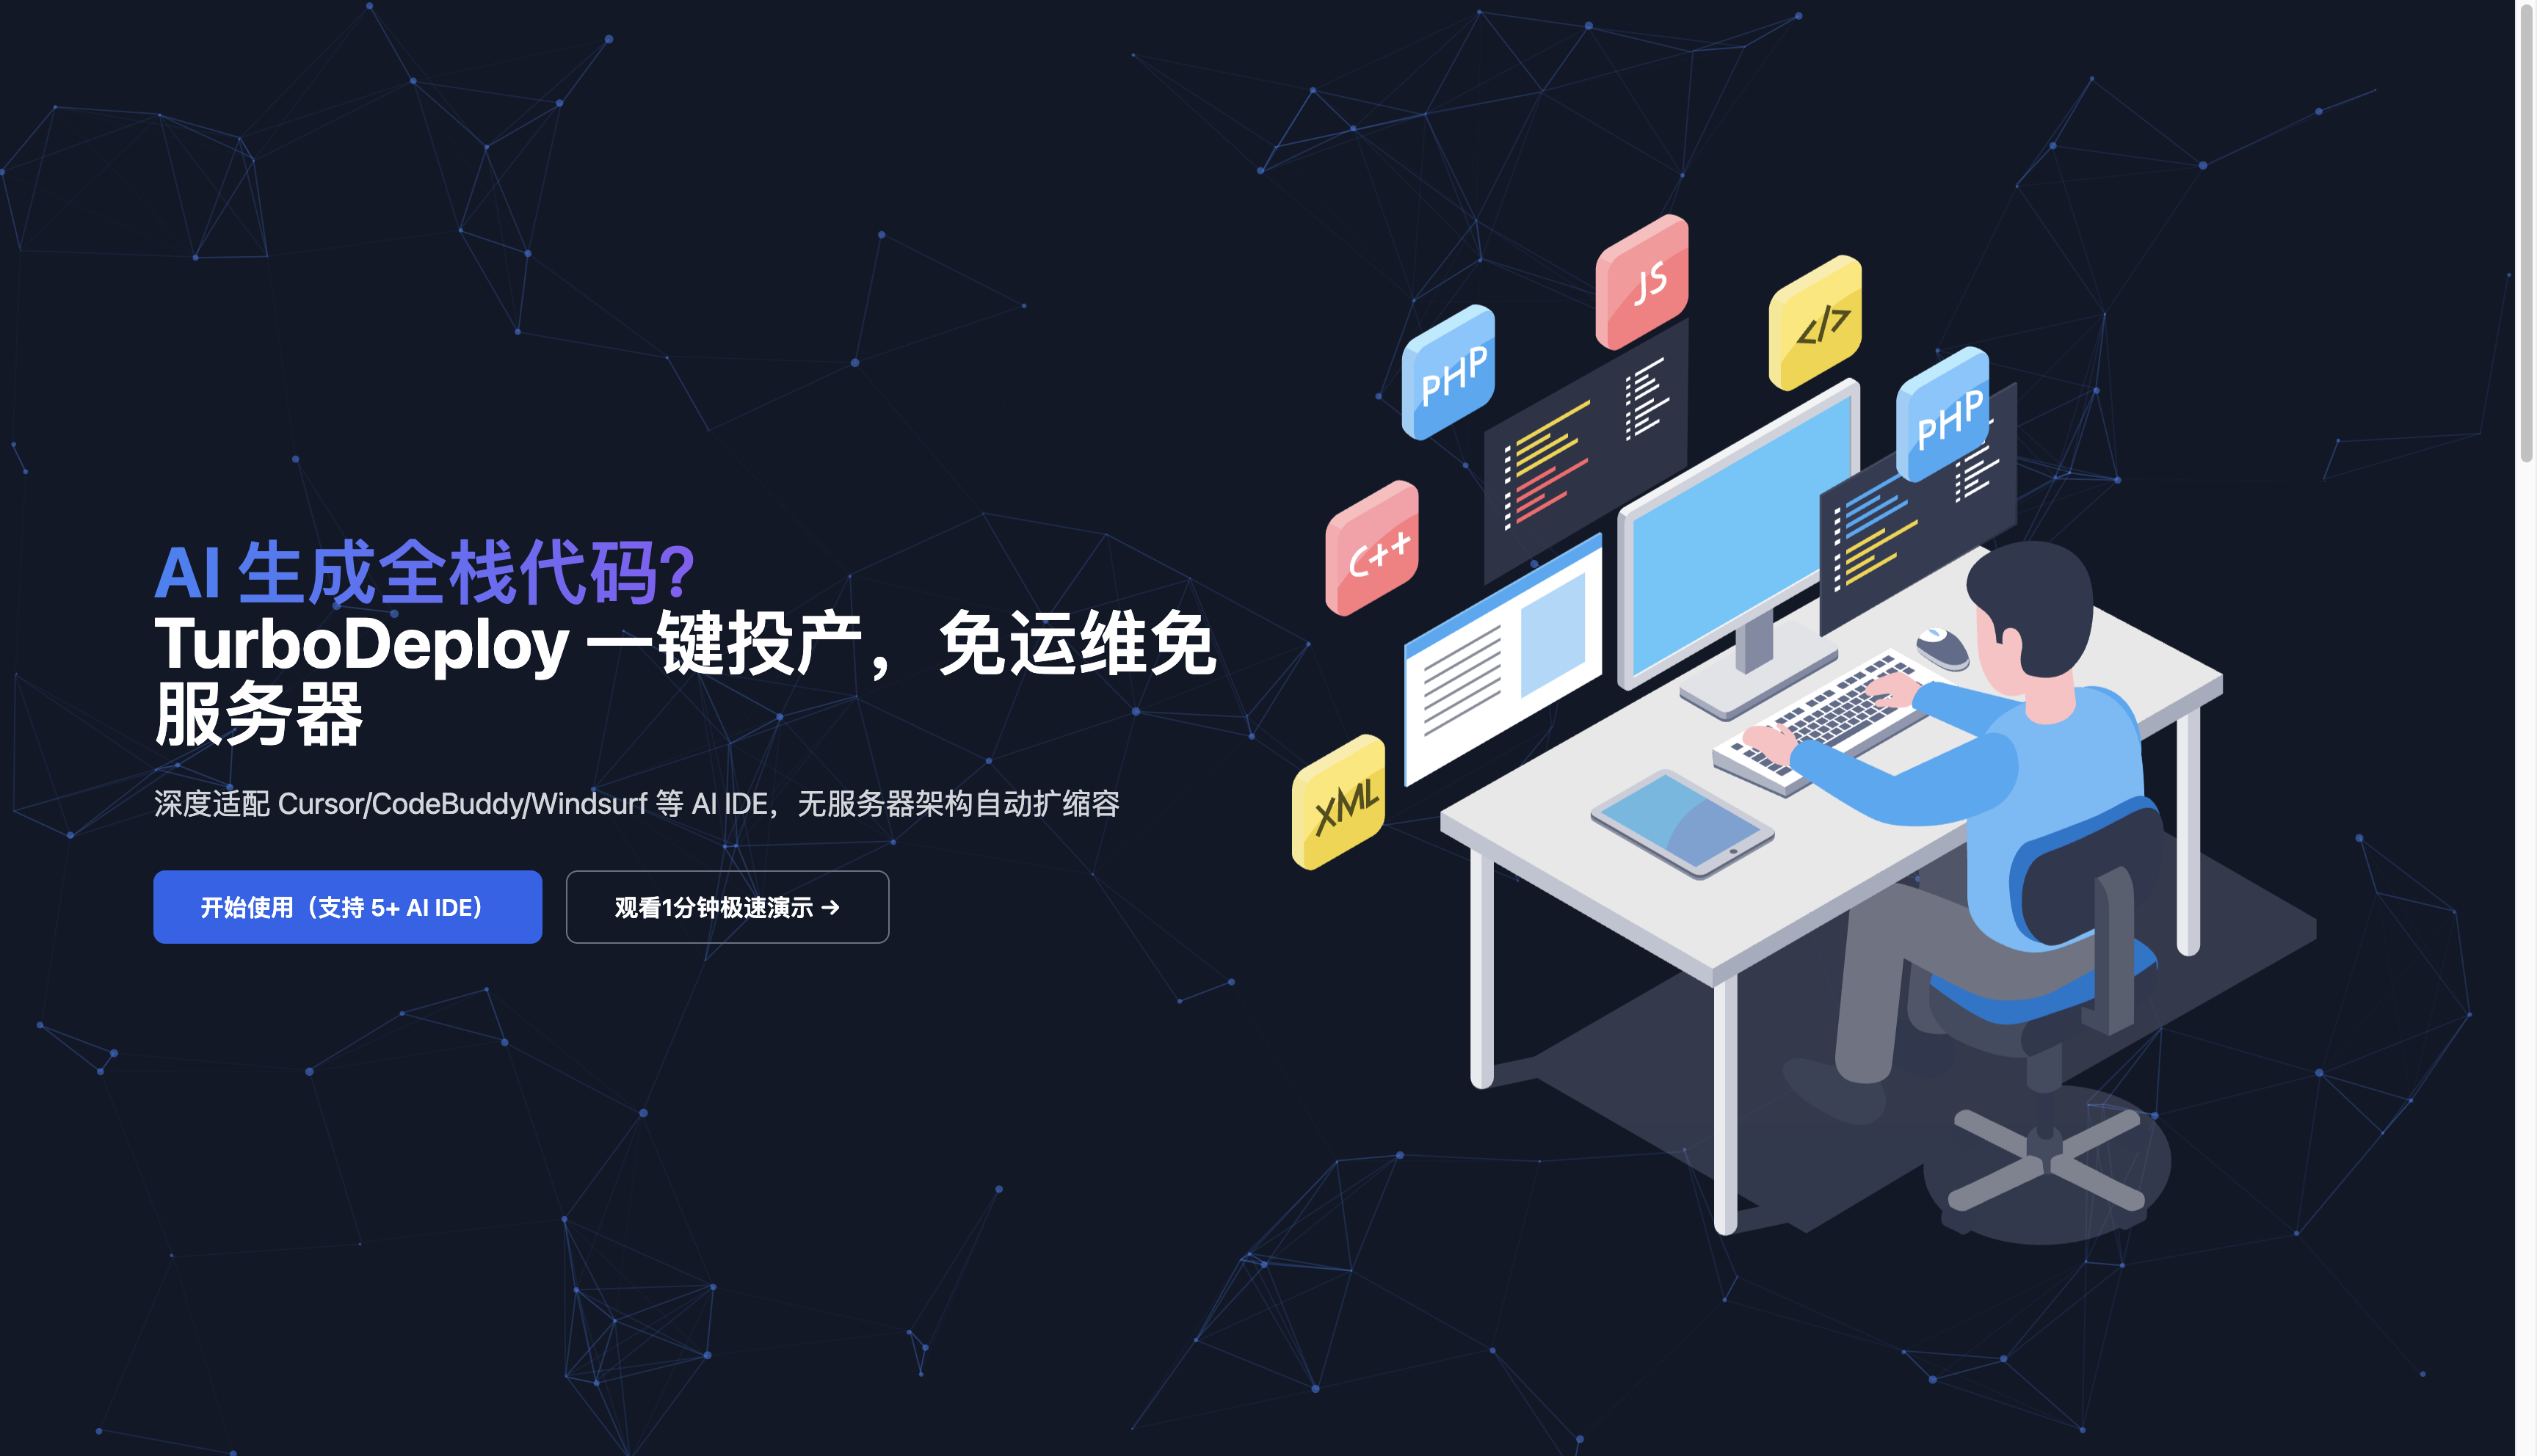 AI 生成全栈代码?
TurboDeploy 一键投产，免运维免
服务器
深度适配 Cursor/CodeBuddy/Windsurf 等 AI IDE，无服务器架构自动扩缩容
开始使用（支持 5+ AI IDE）
观看1分钟极速演示 →
JS
</>
PHP
PHP
C++
XML